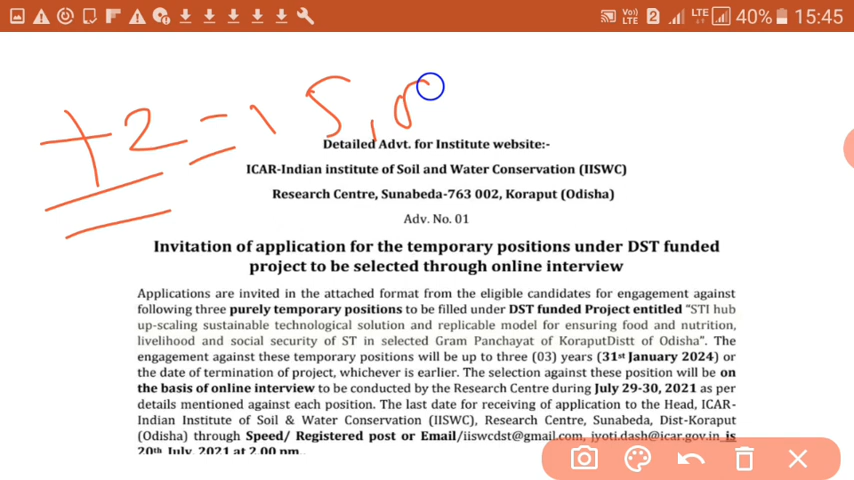 Vo))
LTE
2
LTE
40%
15:45
+2 = 15,0
Detailed Advt. for Institute website:-
ICAR-Indian institute of Soil and Water Conservation (IISWC)
Research Centre, Sunabeda-763 002, Koraput (Odisha)
Adv. No. 01
Invitation of application for the temporary positions under DST funded
project to be selected through online interview
Applications are invited in the attached format from the eligible candidates for engagement against
following three purely temporary positions to be filled under DST funded Project entitled "STI hub
up-scaling sustainable technological solution and replicable model for ensuring food and nutrition,
livelihood and social security of ST in selected Gram Panchayat of KoraputDistt of Odisha". The
engagement against these temporary positions will be up to three (03) years (31st January 2024) or
the date of termination of project, whichever is earlier. The selection against these position will be on
the basis of online interview to be conducted by the Research Centre during July 29-30, 2021 as per
details mentioned against each position. The last date for receiving of application to the Head, ICAR-
Indian Institute of Soil & Water Conservation (IISWC), Research Centre, Sunabeda, Dist-Koraput
(Odisha) through Speed/ Registered post or Email/iiswcdst@gmail.com, jyoti.dash@icar.gov.in is
20th July, 2021 at 2.00 pm.